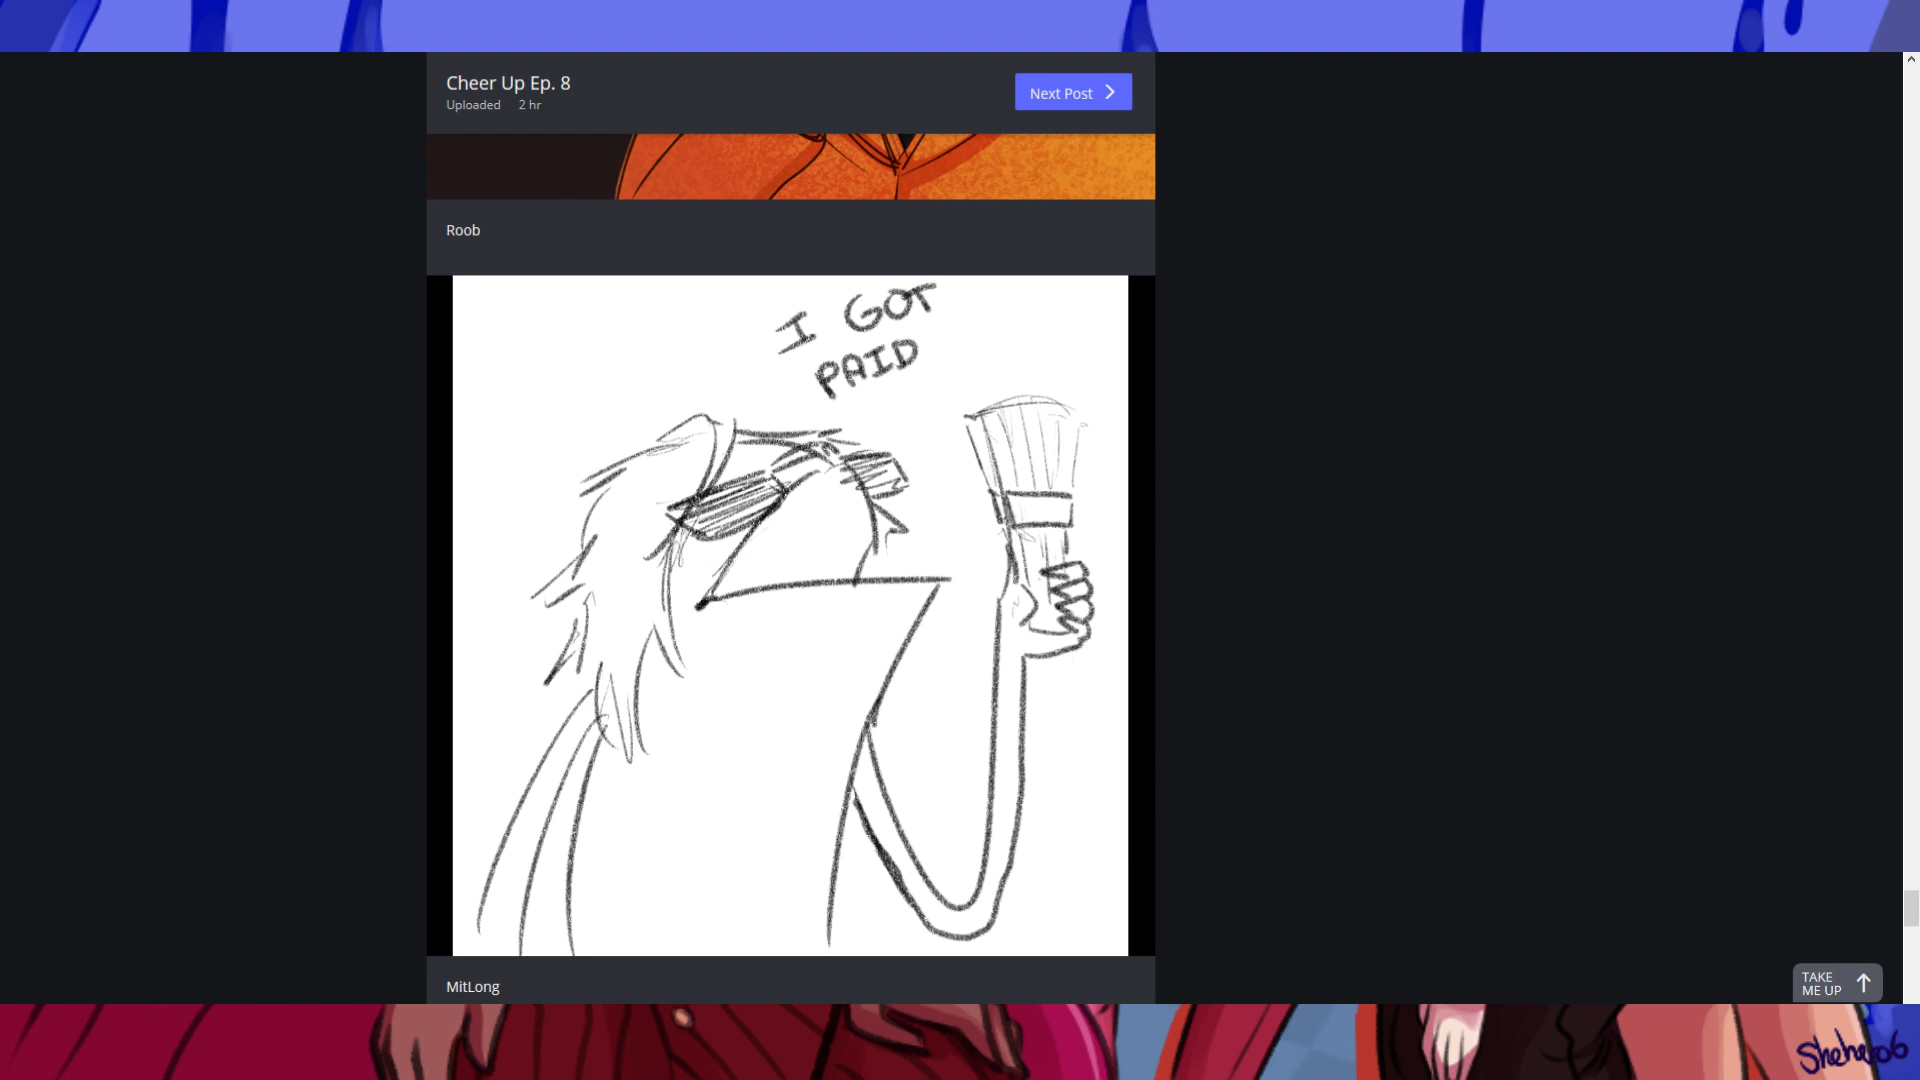 Cheer Up Ep. 8
Uploaded 2 hr
Next Post
Roob
I GOT
PAID
MitLong
TAKE
ME UP